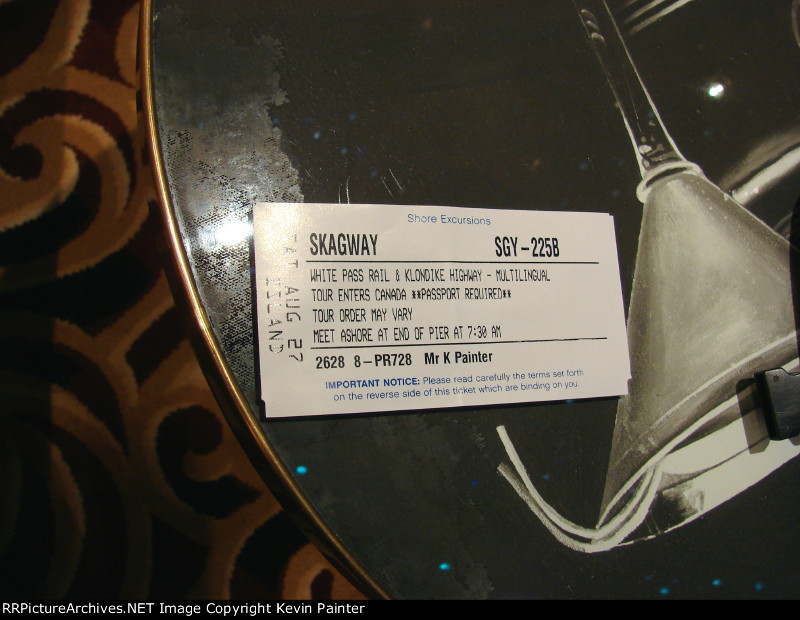 Shore Excursions
SKAGWAY SGY-225B
WHITE PASS RAIL & KLONDIKE HIGHWAY - MULTILINGUAL
TOUR ENTERS CANADA **PASSPORT REQUIRED**
TOUR ORDER MAY VARY
MEET ASHORE AT END OF PIER AT 7:30 AM
2628 8-PR728 Mr K Painter
IMPORTANT NOTICE: Please read carefully the terms set forth
on the reverse side of this ticket which are binding on you.
AUG 27
RRPictureArchives.NET Image Copyright Kevin Painter